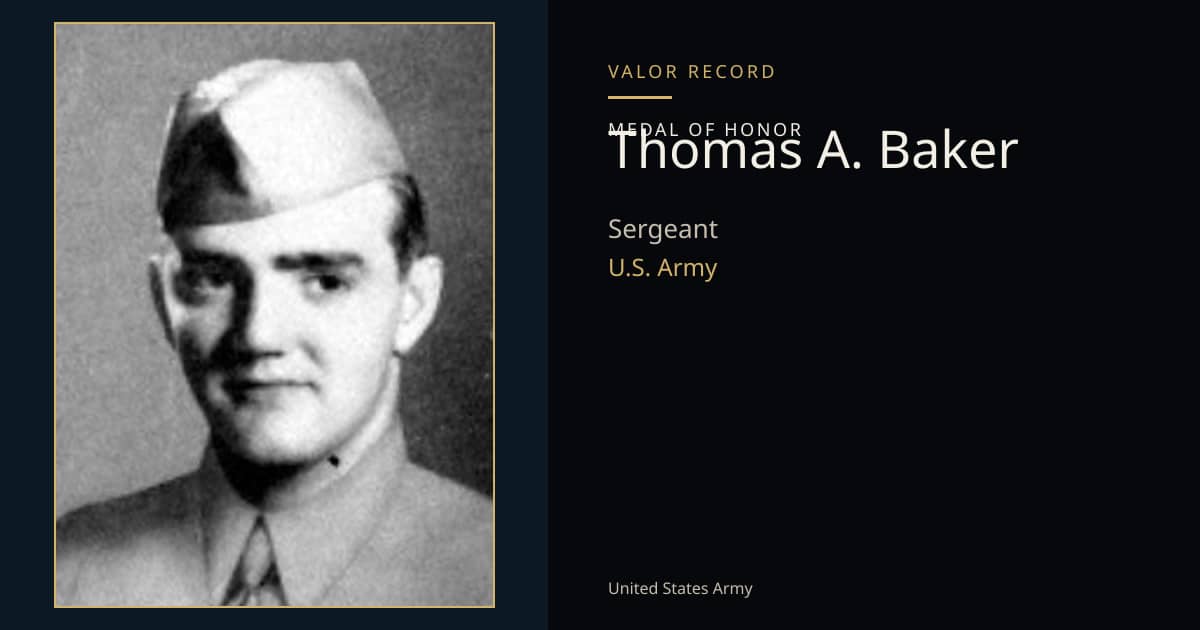 VALOR RECORD
MEDAL OF HONOR
Thomas A. Baker
Sergeant
U.S. Army
United States Army